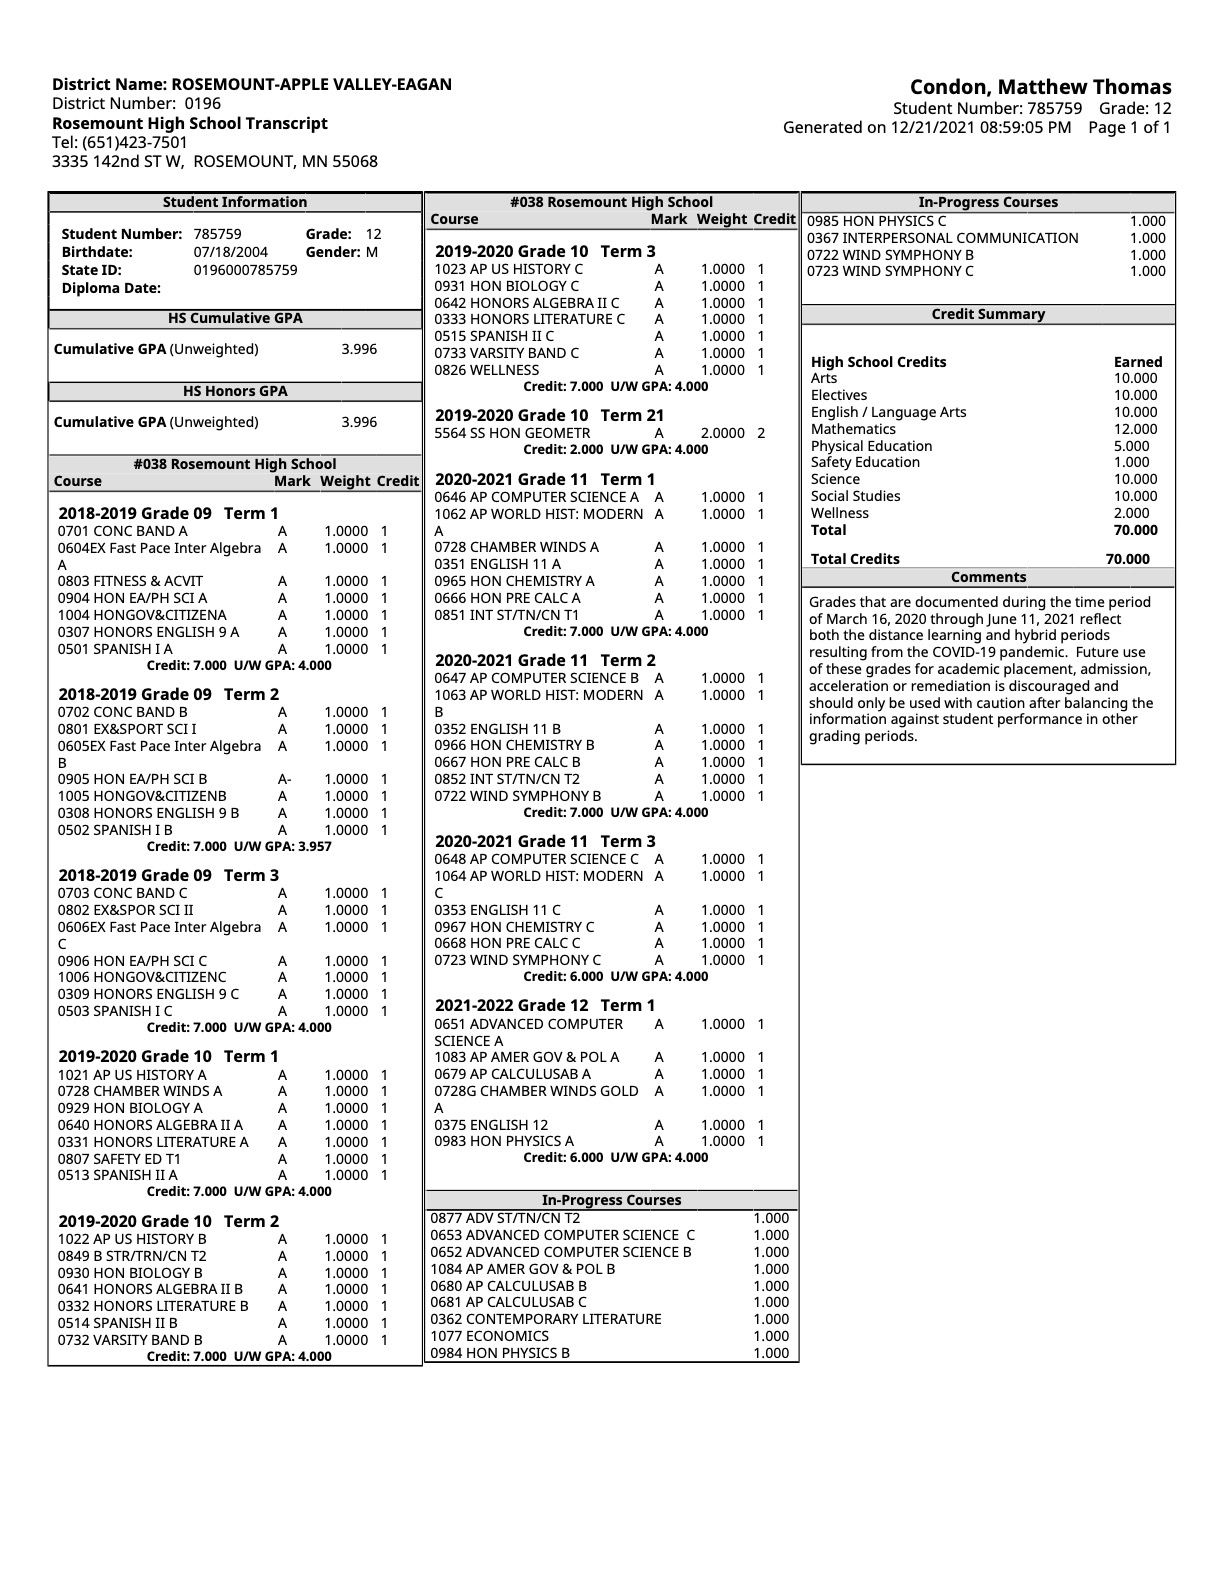 District Name: ROSEMOUNT-APPLE VALLEY-EAGAN
District Number: 0196
Rosemount High School Transcript
Tel: (651)423-7501
3335 142nd ST W, ROSEMOUNT, MN 55068
Condon, Matthew Thomas
Student Number: 785759 Grade: 12
Generated on 12/21/2021 08:59:05 PM Page 1 of 1
Student Information
Student Number: 785759 Grade: 12
Birthdate: 07/18/2004 Gender: M
State ID: 0196000785759
Diploma Date:
HS Cumulative GPA
Cumulative GPA (Unweighted) 3.996
HS Honors GPA
Cumulative GPA (Unweighted) 3.996
#038 Rosemount High School
Course Mark Weight Credit
2018-2019 Grade 09 Term 1
0701 CONC BAND A A 1.0000 1
0604EX Fast Pace Inter Algebra A 1.0000 1
A
0803 FITNESS & ACVIT A 1.0000 1
0904 HON EA/PH SCI A A 1.0000 1
1004 HONGOV&CITIZENA A 1.0000 1
0307 HONORS ENGLISH 9 A A 1.0000 1
0501 SPANISH I A A 1.0000 1
Credit: 7.000 U/W GPA: 4.000
2018-2019 Grade 09 Term 2
0702 CONC BAND B A 1.0000 1
0801 EX&SPORT SCI I A 1.0000 1
0605EX Fast Pace Inter Algebra A 1.0000 1
B
0905 HON EA/PH SCI B A- 1.0000 1
1005 HONGOV&CITIZENB A 1.0000 1
0308 HONORS ENGLISH 9 B A 1.0000 1
0502 SPANISH I B A 1.0000 1
Credit: 7.000 U/W GPA: 3.957
2018-2019 Grade 09 Term 3
0703 CONC BAND C A 1.0000 1
0802 EX&SPOR SCI II A 1.0000 1
0606EX Fast Pace Inter Algebra A 1.0000 1
C
0906 HON EA/PH SCI C A 1.0000 1
1006 HONGOV&CITIZENC A 1.0000 1
0309 HONORS ENGLISH 9 C A 1.0000 1
0503 SPANISH I C A 1.0000 1
Credit: 7.000 U/W GPA: 4.000
2019-2020 Grade 10 Term 1
1021 AP US HISTORY A A 1.0000 1
0728 CHAMBER WINDS A A 1.0000 1
0929 HON BIOLOGY A A 1.0000 1
0640 HONORS ALGEBRA II A A 1.0000 1
0331 HONORS LITERATURE A A 1.0000 1
0807 SAFETY ED T1 A 1.0000 1
0513 SPANISH II A A 1.0000 1
Credit: 7.000 U/W GPA: 4.000
2019-2020 Grade 10 Term 2
1022 AP US HISTORY B A 1.0000 1
0849 B STR/TRN/CN T2 A 1.0000 1
0930 HON BIOLOGY B A 1.0000 1
0641 HONORS ALGEBRA II B A 1.0000 1
0332 HONORS LITERATURE B A 1.0000 1
0514 SPANISH II B A 1.0000 1
0732 VARSITY BAND B A 1.0000 1
Credit: 7.000 U/W GPA: 4.000
#038 Rosemount High School
Course Mark Weight Credit
2019-2020 Grade 10 Term 3
1023 AP US HISTORY C A 1.0000 1
0931 HON BIOLOGY C A 1.0000 1
0642 HONORS ALGEBRA II C A 1.0000 1
0333 HONORS LITERATURE C A 1.0000 1
0515 SPANISH II C A 1.0000 1
0733 VARSITY BAND C A 1.0000 1
0826 WELLNESS A 1.0000 1
Credit: 7.000 U/W GPA: 4.000
2019-2020 Grade 10 Term 21
5564 SS HON GEOMETR A 2.0000 2
Credit: 2.000 U/W GPA: 4.000
2020-2021 Grade 11 Term 1
0646 AP COMPUTER SCIENCE A A 1.0000 1
1062 AP WORLD HIST: MODERN A 1.0000 1
A
0728 CHAMBER WINDS A A 1.0000 1
0351 ENGLISH 11 A A 1.0000 1
0965 HON CHEMISTRY A A 1.0000 1
0666 HON PRE CALC A A 1.0000 1
0851 INT ST/TN/CN T1 A 1.0000 1
Credit: 7.000 U/W GPA: 4.000
2020-2021 Grade 11 Term 2
0647 AP COMPUTER SCIENCE B A 1.0000 1
1063 AP WORLD HIST: MODERN A 1.0000 1
B
0352 ENGLISH 11 B A 1.0000 1
0966 HON CHEMISTRY B A 1.0000 1
0667 HON PRE CALC B A 1.0000 1
0852 INT ST/TN/CN T2 A 1.0000 1
0722 WIND SYMPHONY B A 1.0000 1
Credit: 7.000 U/W GPA: 4.000
2020-2021 Grade 11 Term 3
0648 AP COMPUTER SCIENCE C A 1.0000 1
1064 AP WORLD HIST: MODERN A 1.0000 1
C
0353 ENGLISH 11 C A 1.0000 1
0967 HON CHEMISTRY C A 1.0000 1
0668 HON PRE CALC C A 1.0000 1
0723 WIND SYMPHONY C A 1.0000 1
Credit: 6.000 U/W GPA: 4.000
2021-2022 Grade 12 Term 1
0651 ADVANCED COMPUTER A 1.0000 1
SCIENCE A
1083 AP AMER GOV & POL A A 1.0000 1
0679 AP CALCULUSAB A A 1.0000 1
0728G CHAMBER WINDS GOLD A 1.0000 1
A
0375 ENGLISH 12 A 1.0000 1
0983 HON PHYSICS A A 1.0000 1
Credit: 6.000 U/W GPA: 4.000
In-Progress Courses
0877 ADV ST/TN/CN T2 1.000
0653 ADVANCED COMPUTER SCIENCE C 1.000
0652 ADVANCED COMPUTER SCIENCE B 1.000
1084 AP AMER GOV & POL B 1.000
0680 AP CALCULUSAB B 1.000
0681 AP CALCULUSAB C 1.000
0362 CONTEMPORARY LITERATURE 1.000
1077 ECONOMICS 1.000
0984 HON PHYSICS B 1.000
In-Progress Courses
0985 HON PHYSICS C 1.000
0367 INTERPERSONAL COMMUNICATION 1.000
0722 WIND SYMPHONY B 1.000
0723 WIND SYMPHONY C 1.000
Credit Summary
High School Credits Earned
Arts 10.000
Electives 10.000
English / Language Arts 10.000
Mathematics 12.000
Physical Education 5.000
Safety Education 1.000
Science 10.000
Social Studies 10.000
Wellness 2.000
Total 70.000
Total Credits 70.000
Comments
Grades that are documented during the time period
of March 16, 2020 through June 11, 2021 reflect
both the distance learning and hybrid periods
resulting from the COVID-19 pandemic. Future use
of these grades for academic placement, admission,
acceleration or remediation is discouraged and
should only be used with caution after balancing the
information against student performance in other
grading periods.